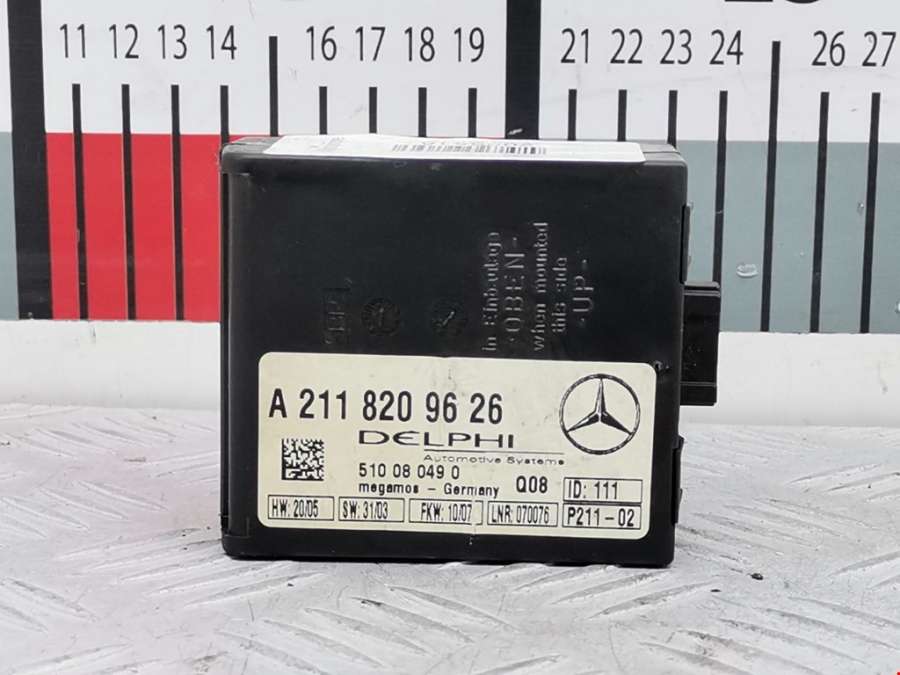 11 12 13 14 16 17 18 19 21 22 23 24 26 27
in Einbaulage
-OBEN-
when mounted
this side
-UP-
A 211 820 96 26
DELPHI
Automotive Systems
51 08 049 0
megamos - Germany
Q08
ID: 111
HW: 20/05 SW: 31/03 FKW: 10/07 LNR: 070076 P211-02